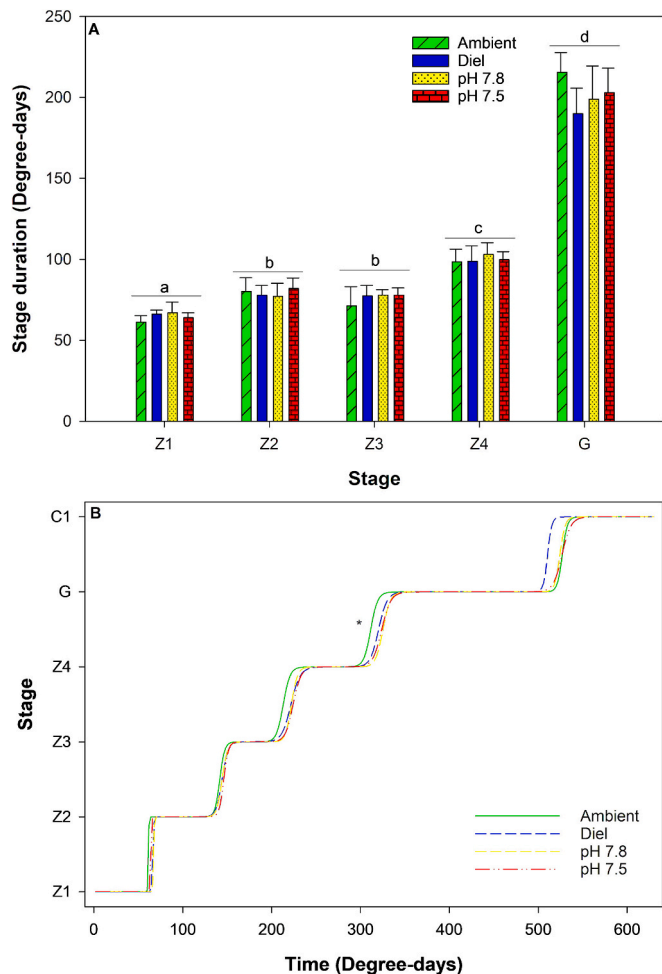 A
250
200
150
100
50
0
Stage duration (Degree-days)
Ambient
Diel
pH 7.8
pH 7.5
a
b
b
c
d
Z1 Z2 Z3 Z4 G
Stage
B
C1
G
Z4
Z3
Z2
Z1
Stage
*
Ambient
Diel
pH 7.8
pH 7.5
0 100 200 300 400 500 600
Time (Degree-days)